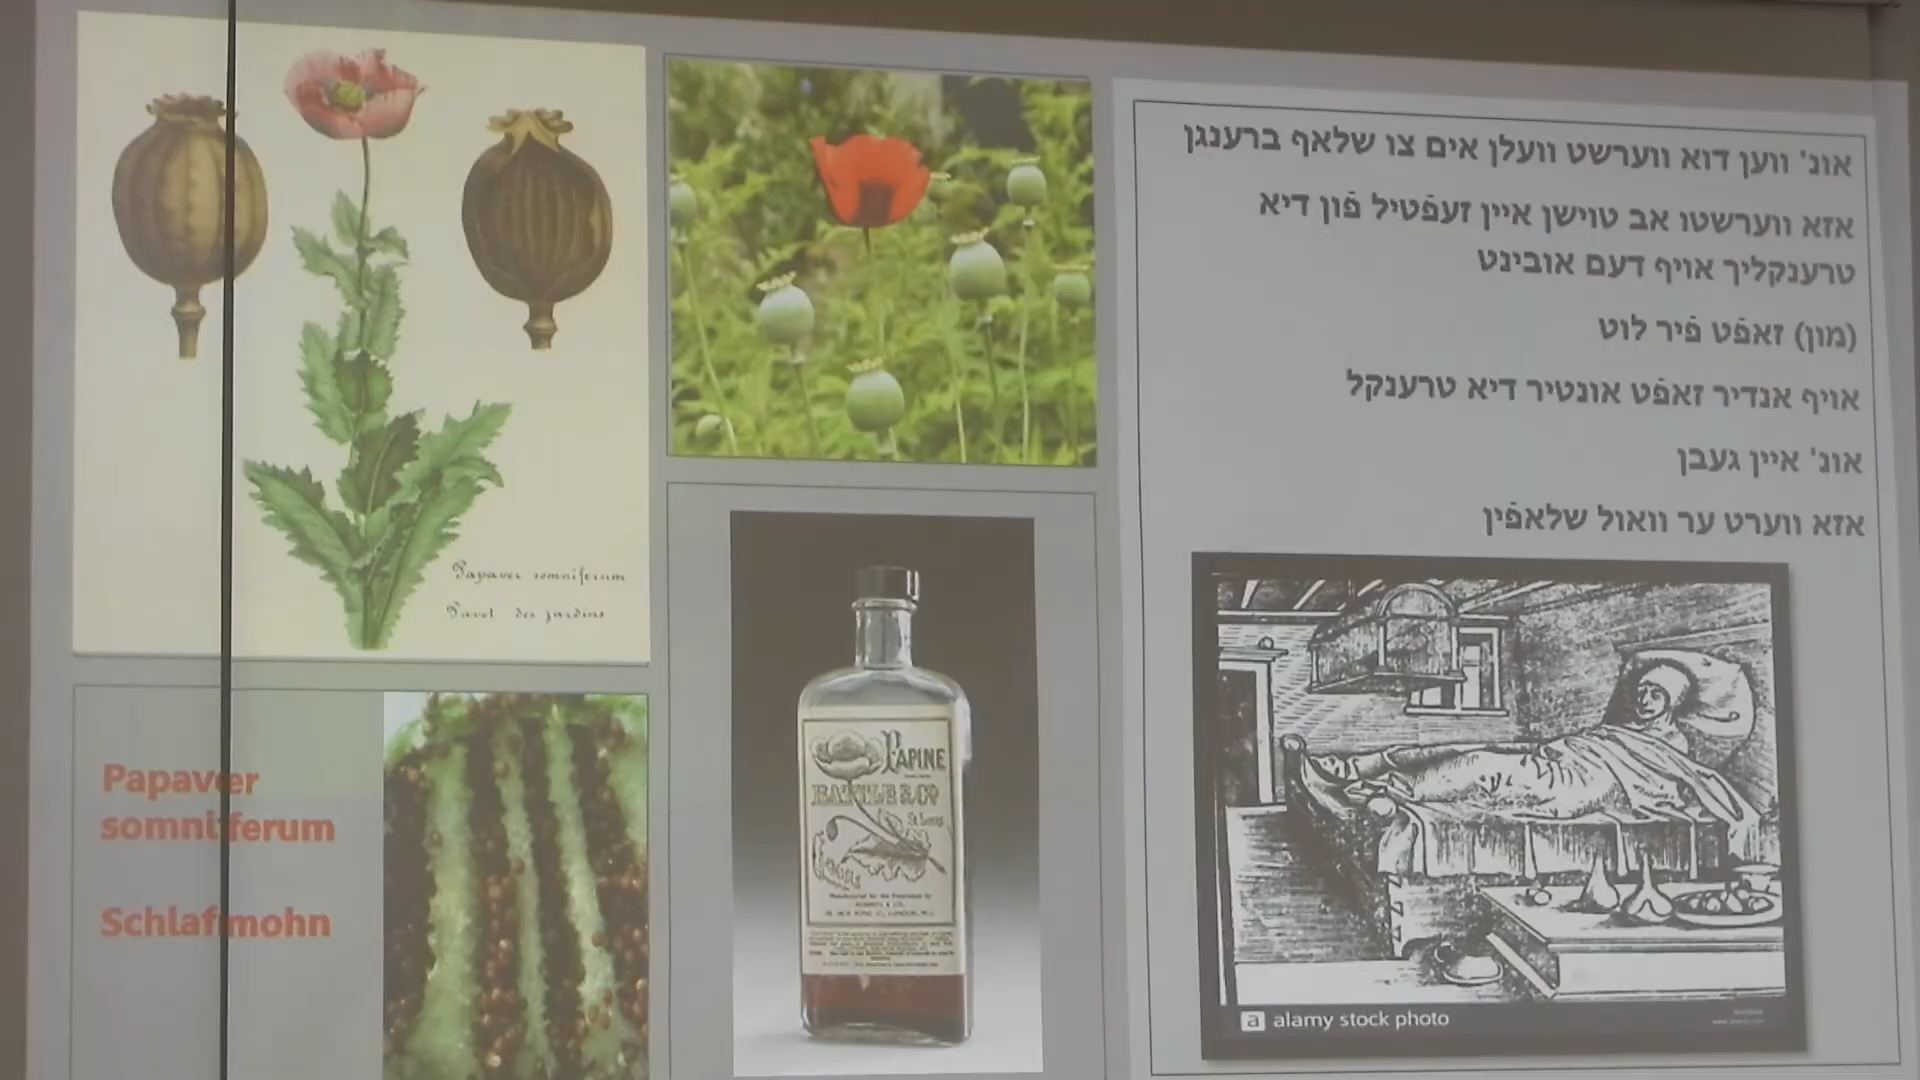 Papaver somniferum
Pavot des jardins
Papaver
somniferum
Schlafmohn
PAPINE
BATTLE & Cº
St Louis
אונ' ווען דוא ווערשט וועלן אים צו שלאף ברענגן
אזא ווערשטו אב טוישן איין זעפֿטיל פֿון דיא
טרענקליך אויף דעם אובינט
(מון) זאפֿט פֿיר לוט
אויף אנדיר זאפֿט אונטיר דיא טרענקל
אונ' איין געבן
אזא ווערט ער וואול שלאפֿין
a alamy stock photo